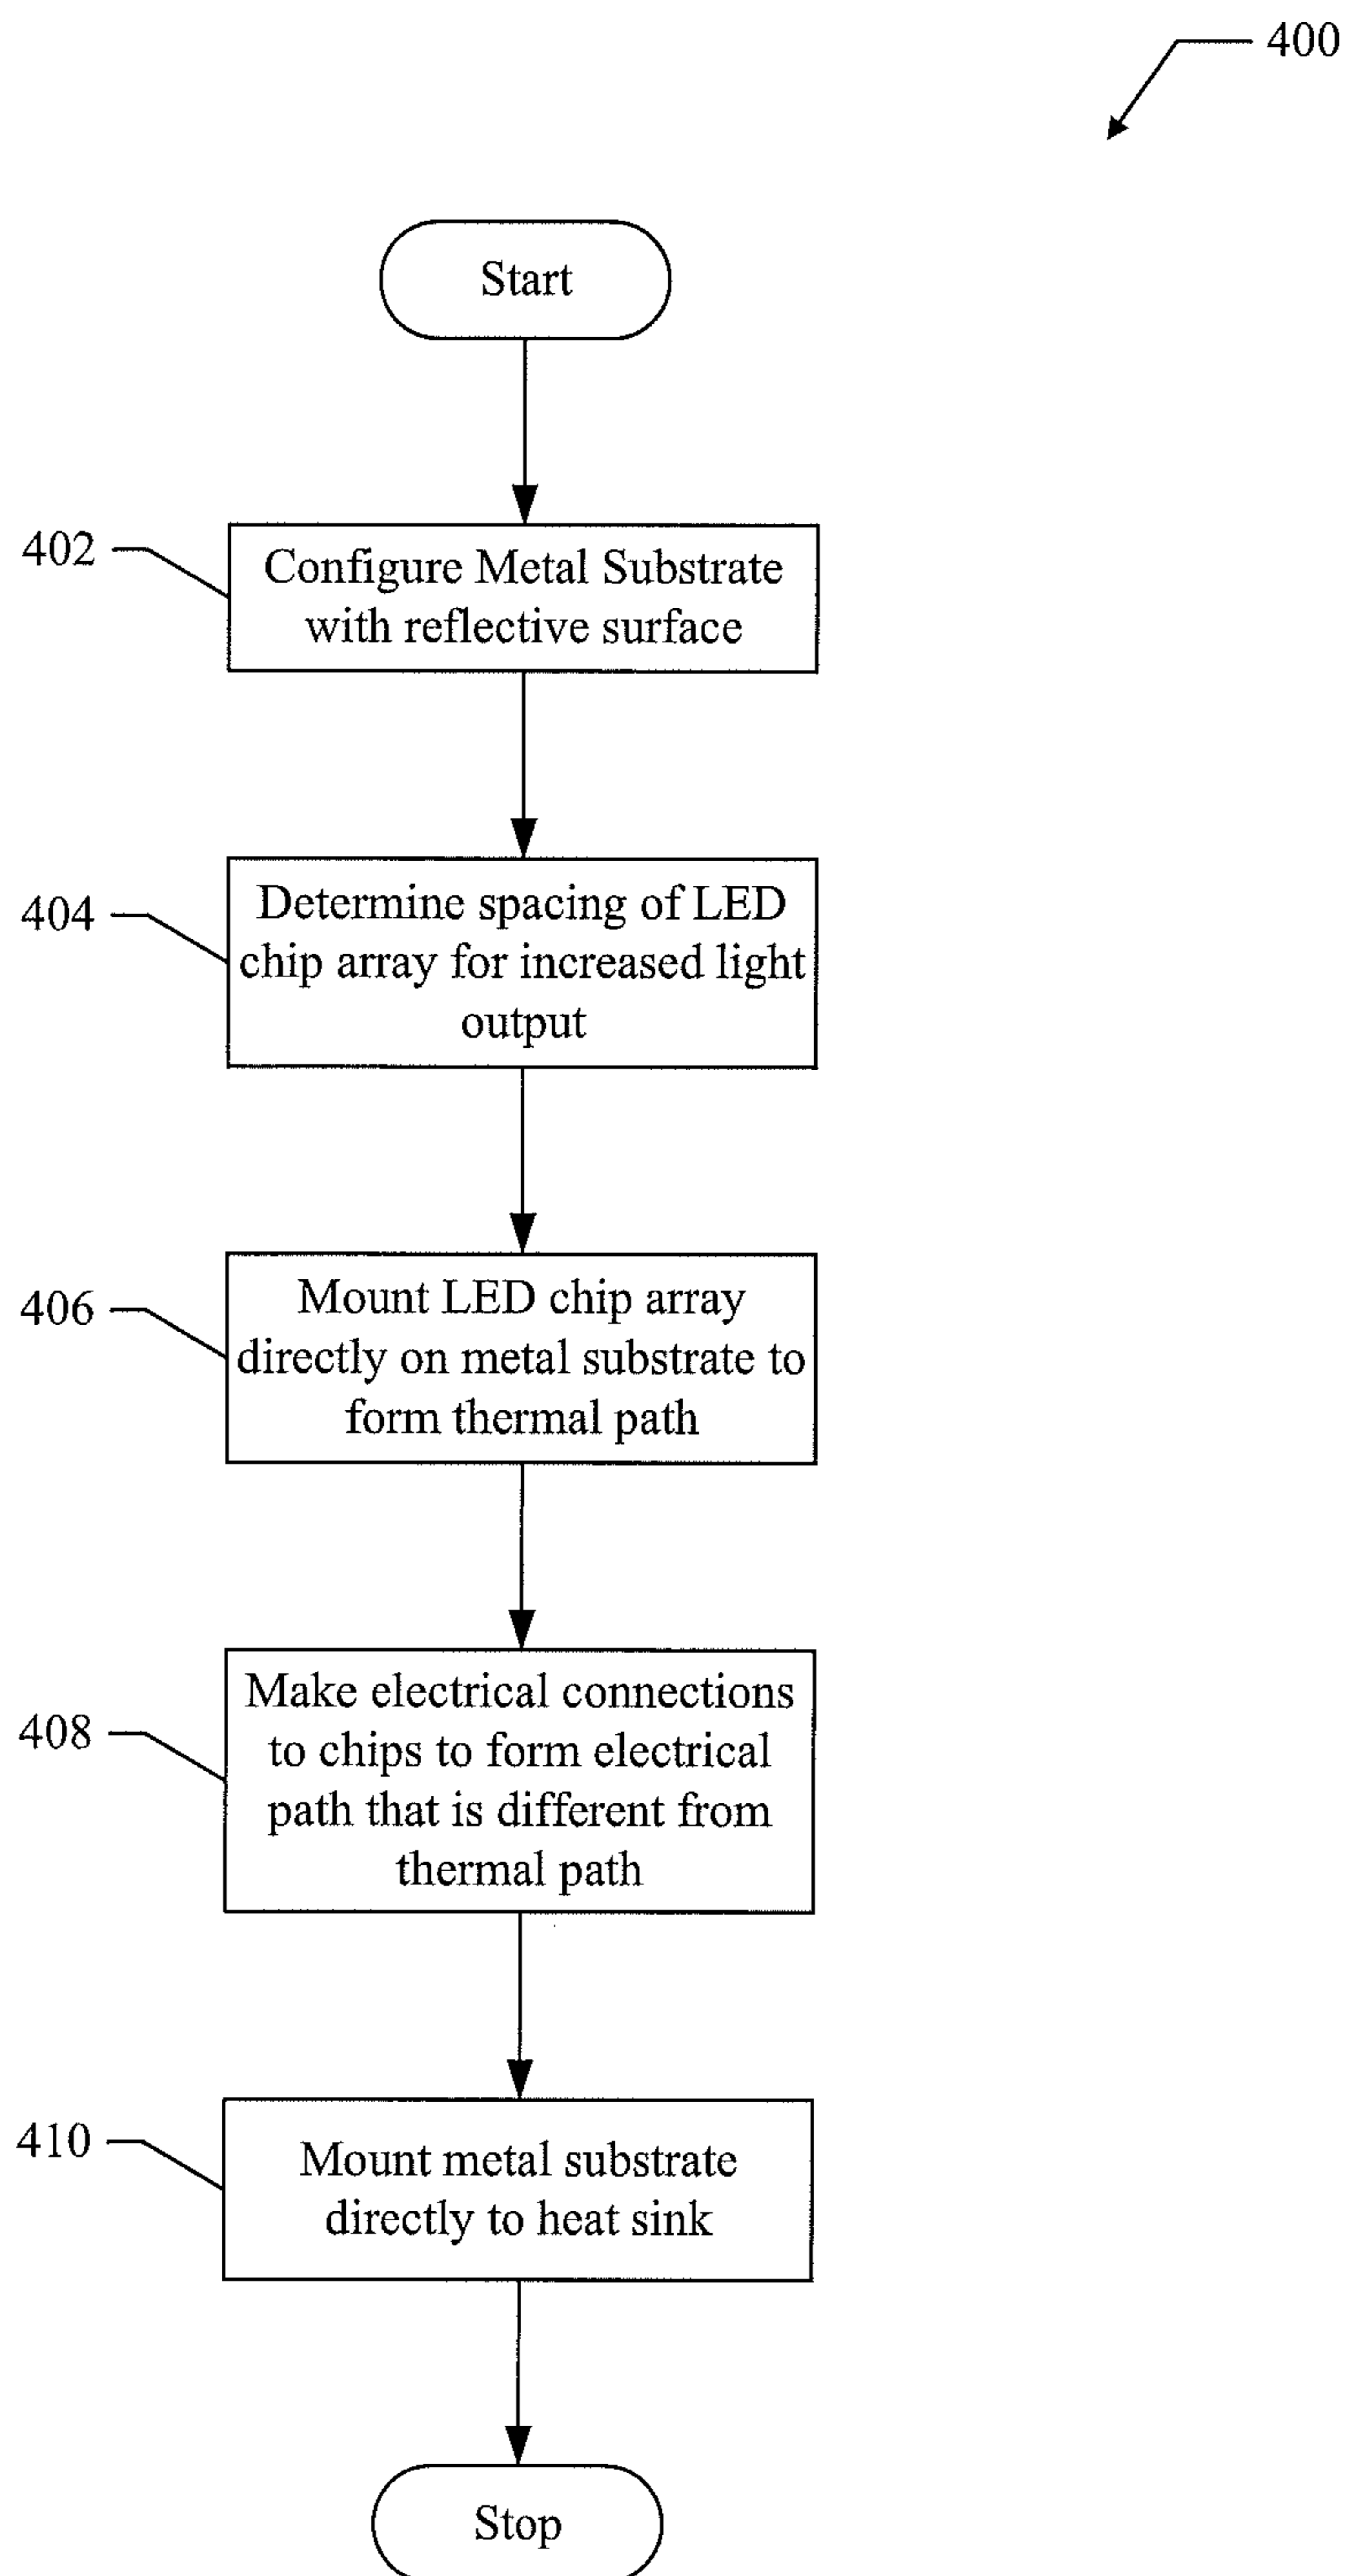 400
Start
402
Configure Metal Substrate
with reflective surface
404
Determine spacing of LED
chip array for increased light
output
406
Mount LED chip array
directly on metal substrate to
form thermal path
408
Make electrical connections
to chips to form electrical
path that is different from
thermal path
410
Mount metal substrate
directly to heat sink
Stop